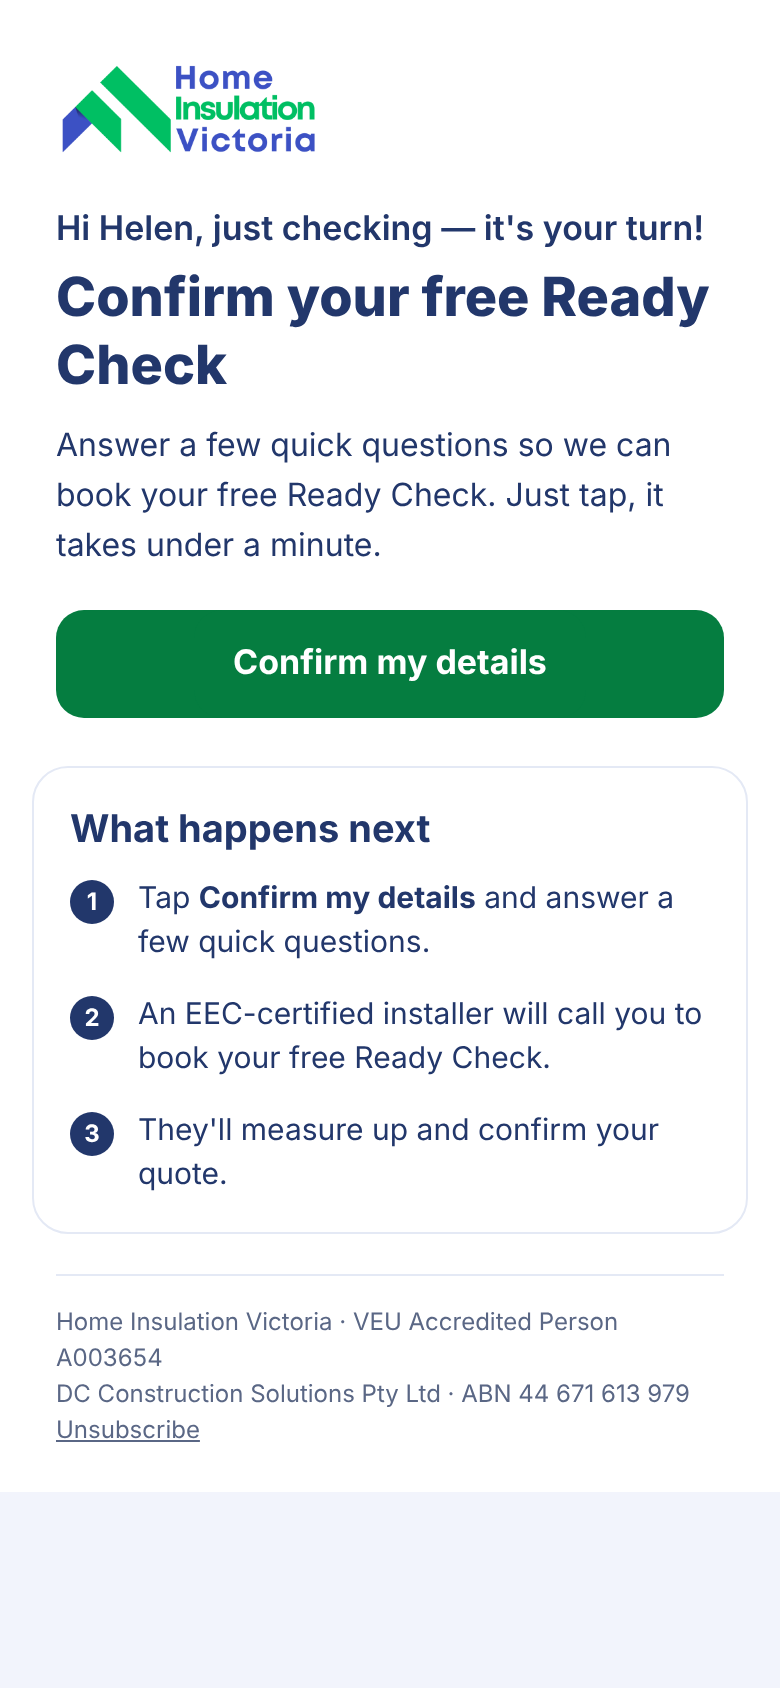 Home
Insulation
Victoria
Hi Helen, just checking — it's your turn!
Confirm your free Ready
Check
Answer a few quick questions so we can
book your free Ready Check. Just tap, it
takes under a minute.
Confirm my details
What happens next
1 Tap Confirm my details and answer a
few quick questions.
2 An EEC-certified installer will call you to
book your free Ready Check.
3 They'll measure up and confirm your
quote.
Home Insulation Victoria · VEU Accredited Person
A003654
DC Construction Solutions Pty Ltd · ABN 44 671 613 979
Unsubscribe